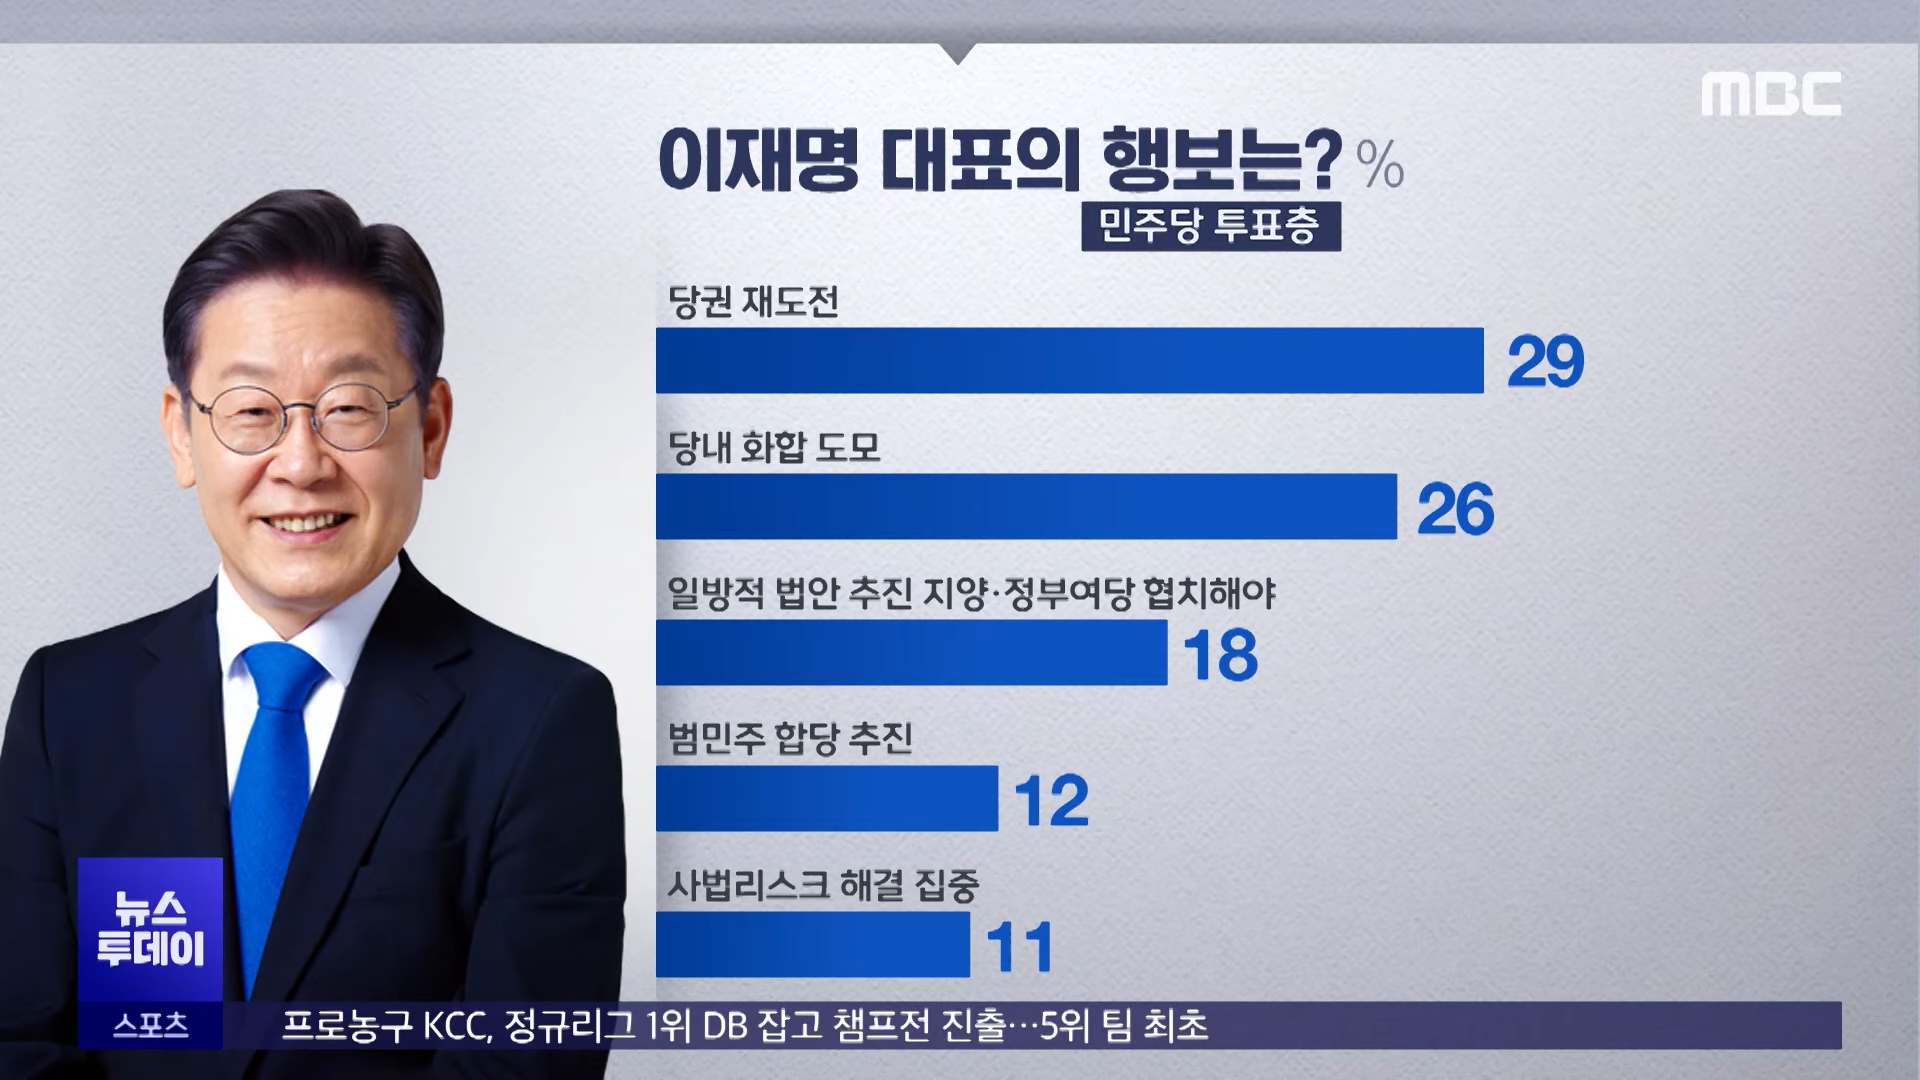 MBC
이재명 대표의 행보는? %
민주당 투표층
당권 재도전
29
당내 화합 도모
26
일방적 법안 추진 지양·정부여당 협치해야
18
범민주 합당 추진
12
사법리스크 해결 집중
11
뉴스
투데이
스포츠 프로농구 KCC, 정규리그 1위 DB 잡고 챔프전 진출…5위 팀 최초